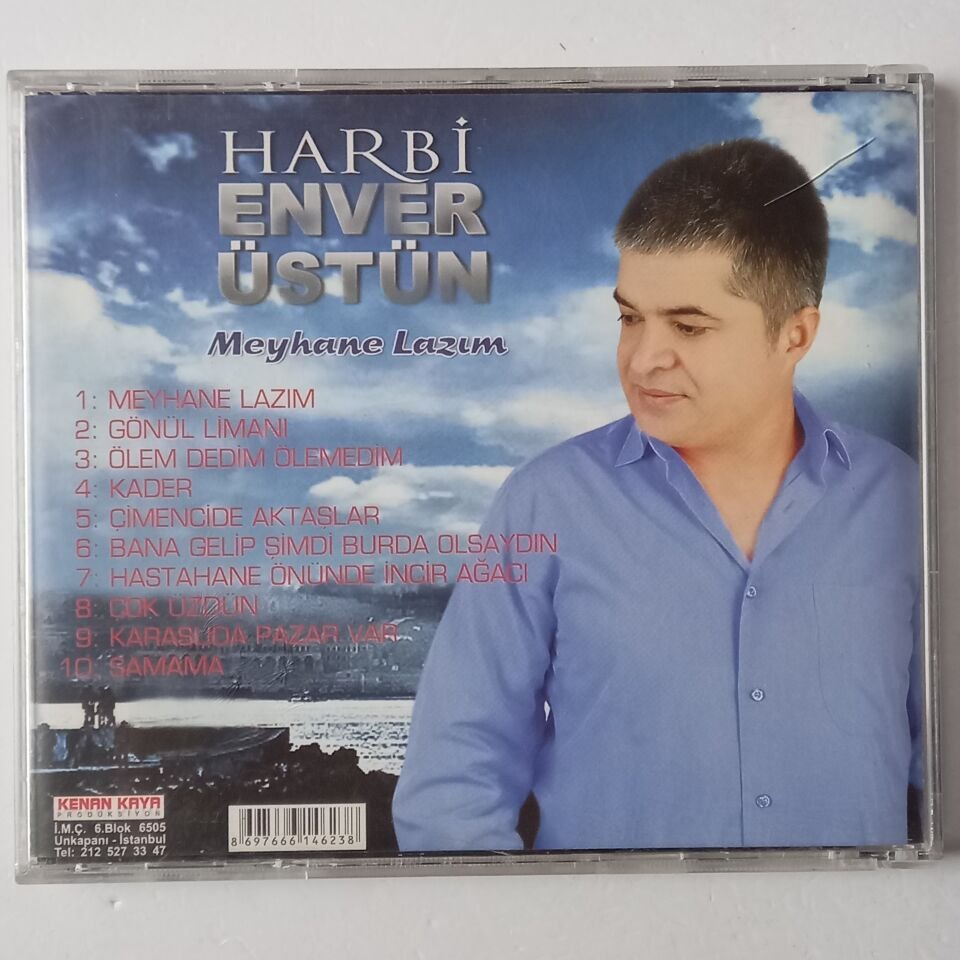 HARBİ
ENVER
ÜSTÜN
Meyhane Lazım
1: MEYHANE LAZIM
2: GÖNÜL LİMANI
3: ÖLEM DEDİM ÖLEMEDİM
4: KADER
5: ÇİMENCİDE AKTAŞLAR
6: BANA GELİP ŞİMDİ BURDA OLSAYDIN
7: HASTAHANE ÖNÜNDE İNCİR AĞACI
8: ÇOK ÜZDÜN
9: KARASLIDA PAZAR VAR
10: SAMAMA
KENAN KAYA
PRODÜKSİYON
İ.M.Ç. 6.Blok 6505
Unkapanı - İstanbul
Tel: 212 527 33 47
8 697666 146238